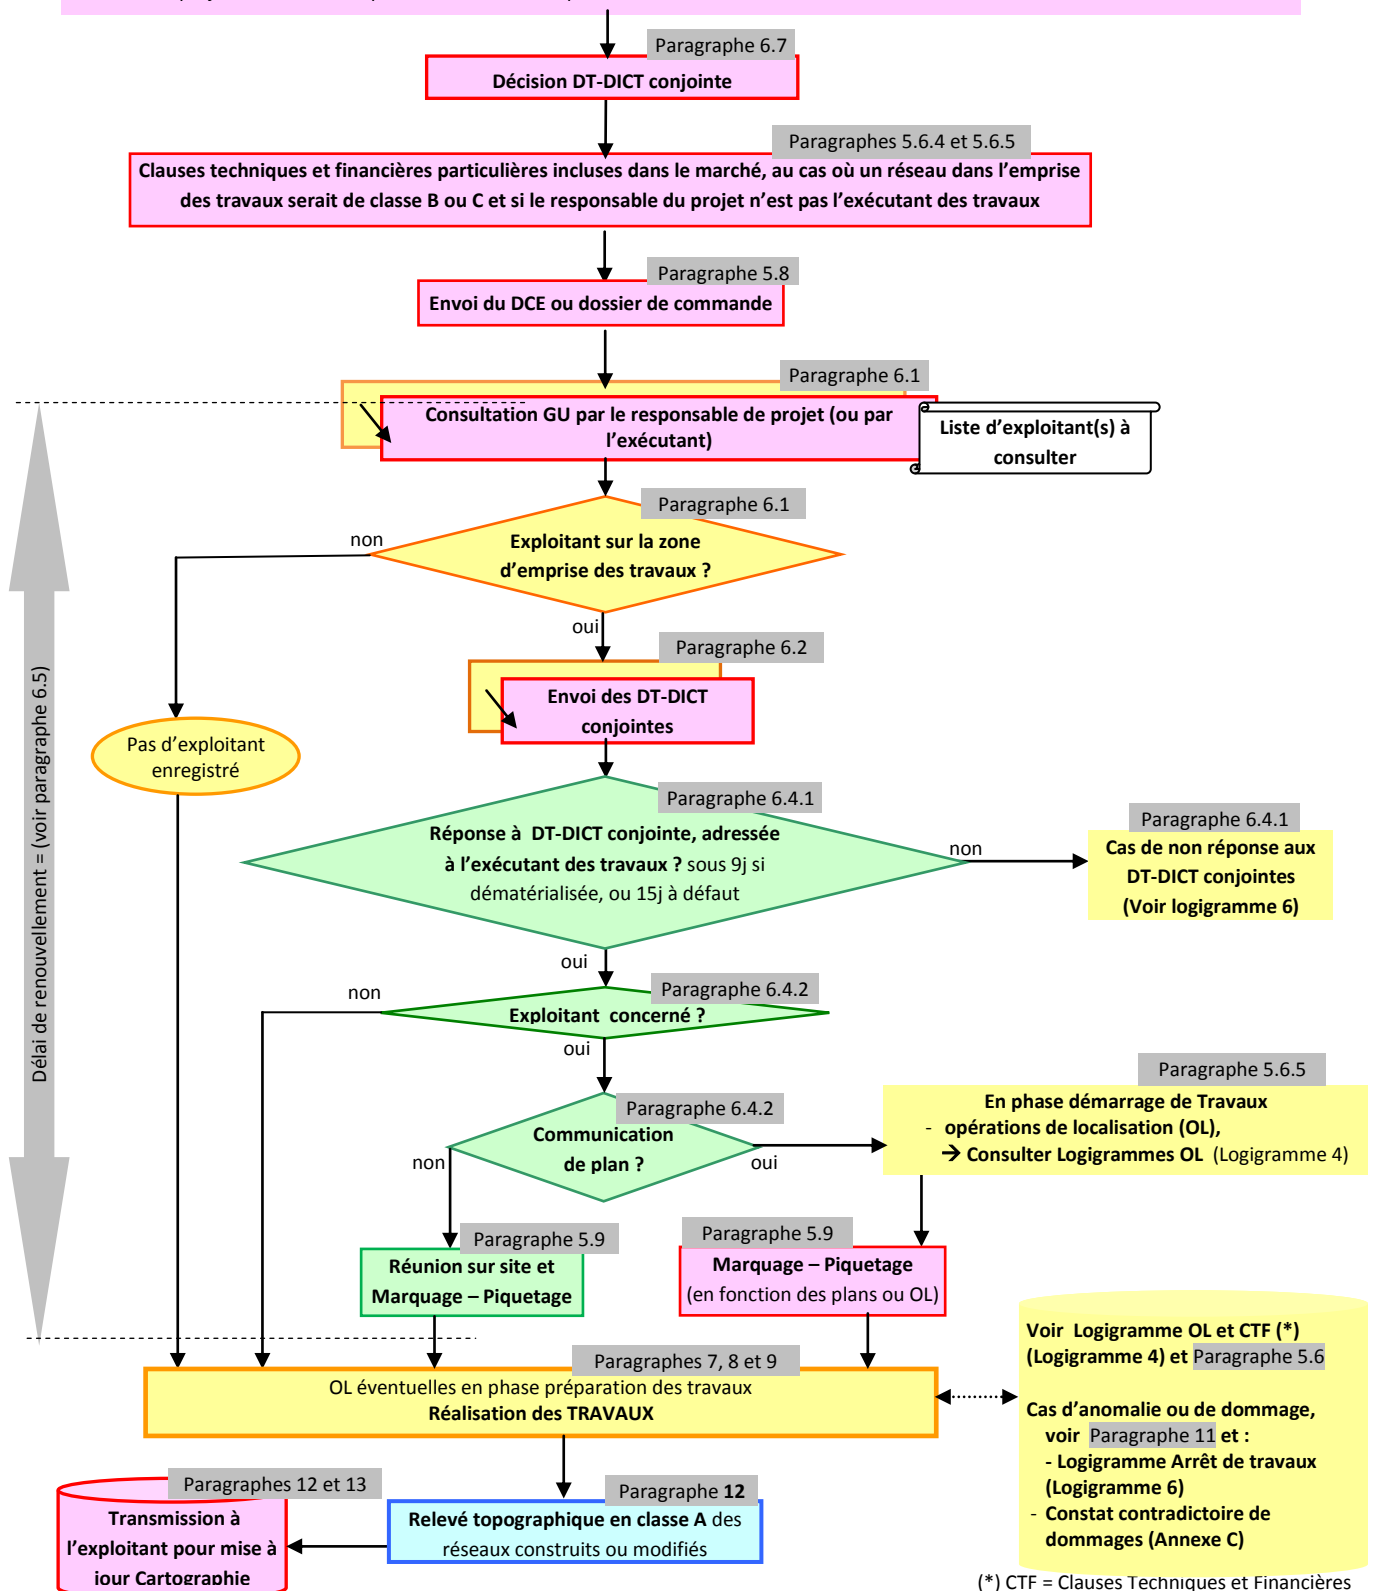 Paragraphe 6.7
Décision DT-DICT conjointe
Paragraphes 5.6.4 et 5.6.5
Clauses techniques et financières particulières incluses dans le marché, au cas où un réseau dans l'emprise
des travaux serait de classe B ou C et si le responsable du projet n'est pas l'exécutant des travaux
Paragraphe 5.8
Envoi du DCE ou dossier de commande
Paragraphe 6.1
Consultation GU par le responsable de projet (ou par
l'exécutant)
Liste d'exploitant(s) à
consulter
Paragraphe 6.1
non
Exploitant sur la zone
d'emprise des travaux ?
oui
Paragraphe 6.2
Envoi des DT-DICT
conjointes
Pas d'exploitant
enregistré
Délai de renouvellement = (voir paragraphe 6.5)
Paragraphe 6.4.1
Réponse à DT-DICT conjointe, adressée
à l'exécutant des travaux ? sous 9j si
dématérialisée, ou 15j à défaut
non
Paragraphe 6.4.1
Cas de non réponse aux
DT-DICT conjointes
(Voir logigramme 6)
oui
Paragraphe 6.4.2
non
Exploitant concerné ?
oui
Paragraphe 6.4.2
Communication
de plan ?
non
oui
Paragraphe 5.6.5
En phase démarrage de Travaux
- opérations de localisation (OL),
→ Consulter Logigrammes OL (Logigramme 4)
Paragraphe 5.9
Réunion sur site et
Marquage – Piquetage
Paragraphe 5.9
Marquage – Piquetage
(en fonction des plans ou OL)
Paragraphes 7, 8 et 9
OL éventuelles en phase préparation des travaux
Réalisation des TRAVAUX
Voir Logigramme OL et CTF (*)
(Logigramme 4) et Paragraphe 5.6
Cas d'anomalie ou de dommage,
voir Paragraphe 11 et :
- Logigramme Arrêt de travaux
(Logigramme 6)
- Constat contradictoire de
dommages (Annexe C)
Paragraphes 12 et 13
Transmission à
l'exploitant pour mise à
jour Cartographie
Paragraphe 12
Relevé topographique en classe A des
réseaux construits ou modifiés
(*) CTF = Clauses Techniques et Financières